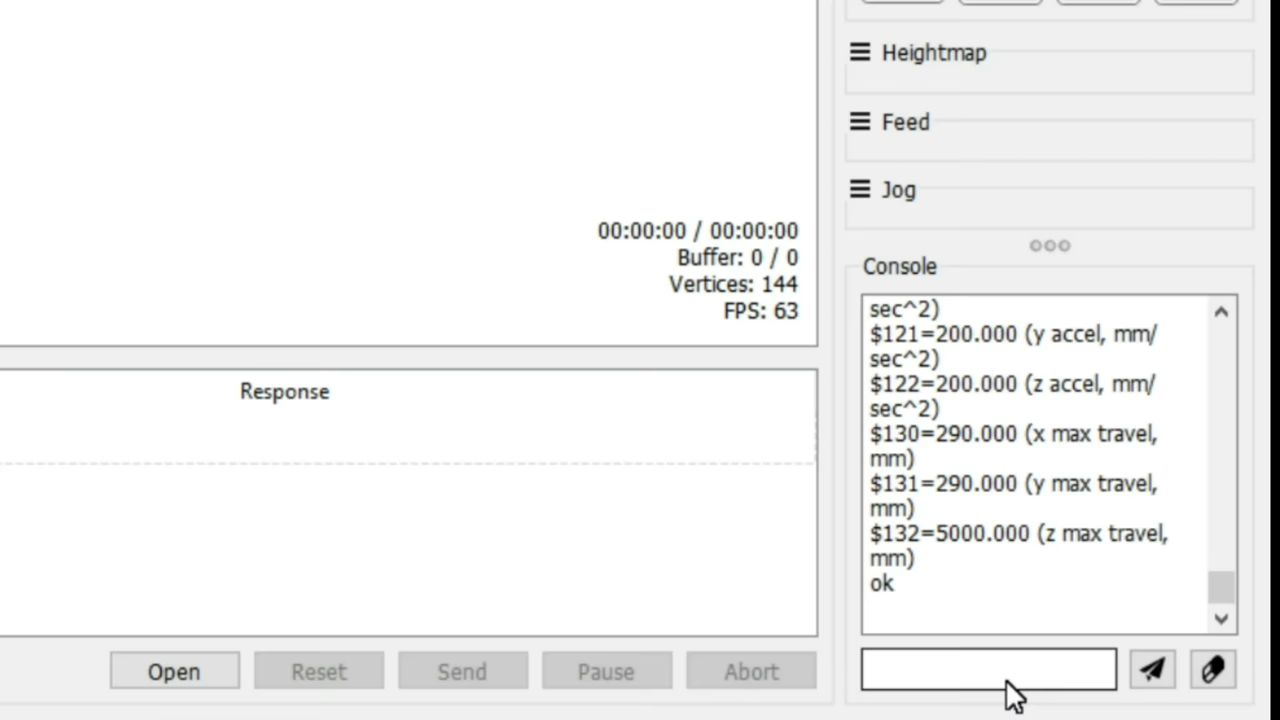 Heightmap
Feed
Jog
00:00:00 / 00:00:00
Buffer: 0 / 0
Vertices: 144
FPS: 63
Console
sec^2)
$121=200.000 (y accel, mm/
sec^2)
$122=200.000 (z accel, mm/
sec^2)
$130=290.000 (x max travel,
mm)
$131=290.000 (y max travel,
mm)
$132=5000.000 (z max travel,
mm)
ok
Response
Open
Reset
Send
Pause
Abort